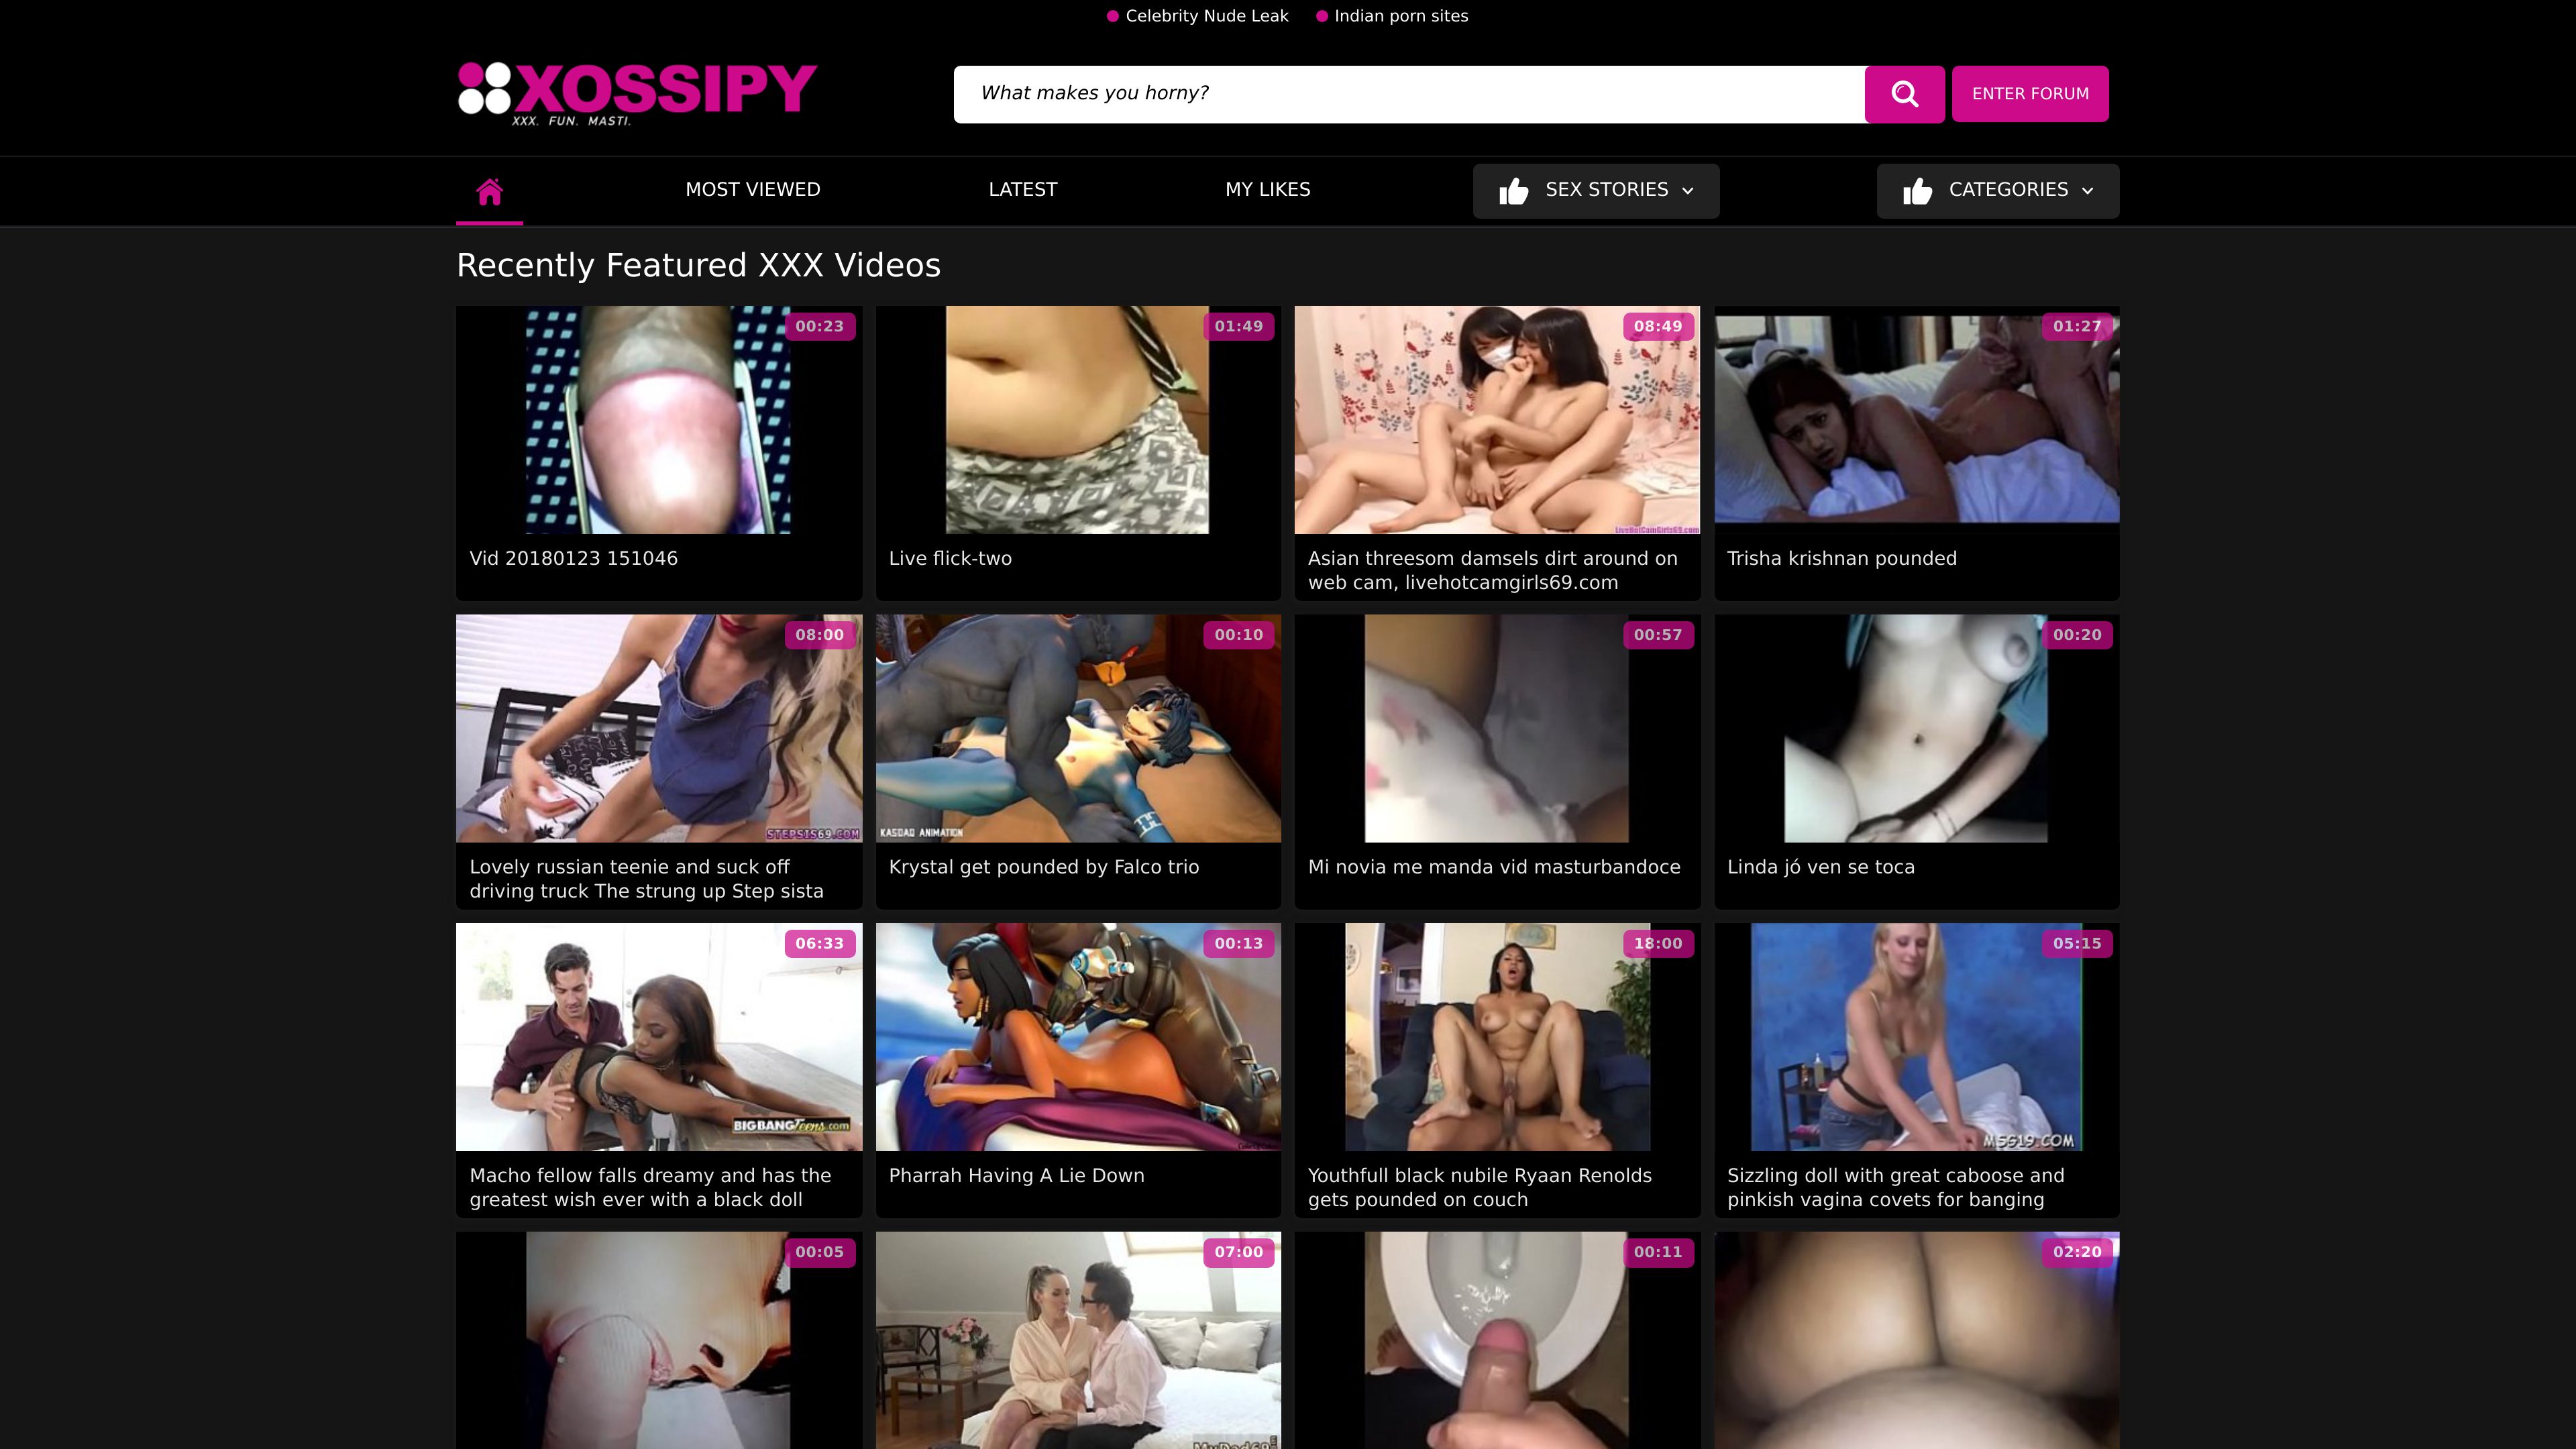 Celebrity Nude Leak
Indian porn sites
XOSSIPY
XXX. FUN. MASTI.
What makes you horny?
ENTER FORUM
MOST VIEWED
LATEST
MY LIKES
SEX STORIES
CATEGORIES
Recently Featured XXX Videos
00:23
Vid 20180123 151046
01:49
Live flick-two
08:49
LiveHotCamGirls69.com
Asian threesom damsels dirt around on
web cam, livehotcamgirls69.com
01:27
Trisha krishnan pounded
08:00
STEPSIS69.COM
Lovely russian teenie and suck off
driving truck The strung up Step sista
00:10
KASDAQ ANIMATION
Krystal get pounded by Falco trio
00:57
Mi novia me manda vid masturbandoce
00:20
Linda jó ven se toca
06:33
BIGBANGTeens.com
Macho fellow falls dreamy and has the
greatest wish ever with a black doll
00:13
Pharrah Having A Lie Down
18:00
Youthfull black nubile Ryaan Renolds
gets pounded on couch
05:15
MSG19.COM
Sizzling doll with great caboose and
pinkish vagina covets for banging
00:05
07:00
00:11
02:20